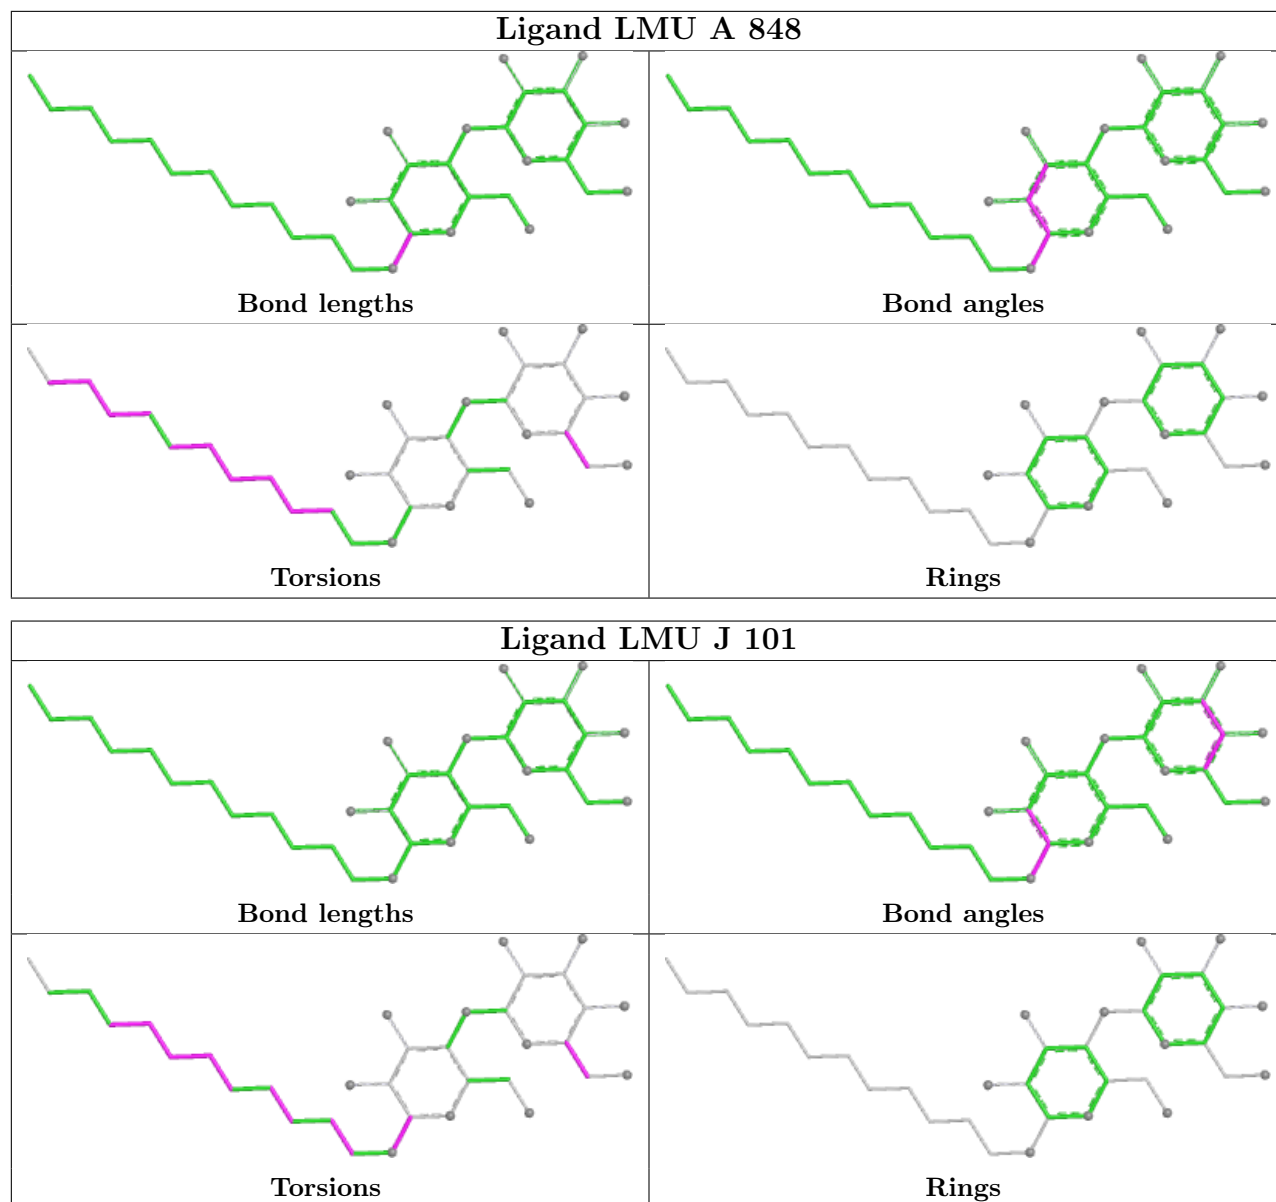 Ligand LMU A 848
Bond lengths
Bond angles
Torsions
Rings
Ligand LMU J 101
Bond lengths
Bond angles
Torsions
Rings